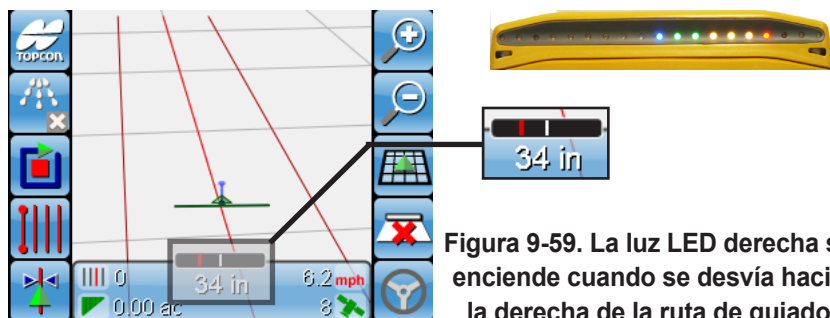 TOPCON
34 in
0
6.2 mph
0.00 ac
8
34 in
Figura 9-59. La luz LED derecha
enciende cuando se desvía
la derecha de la ruta de guiado